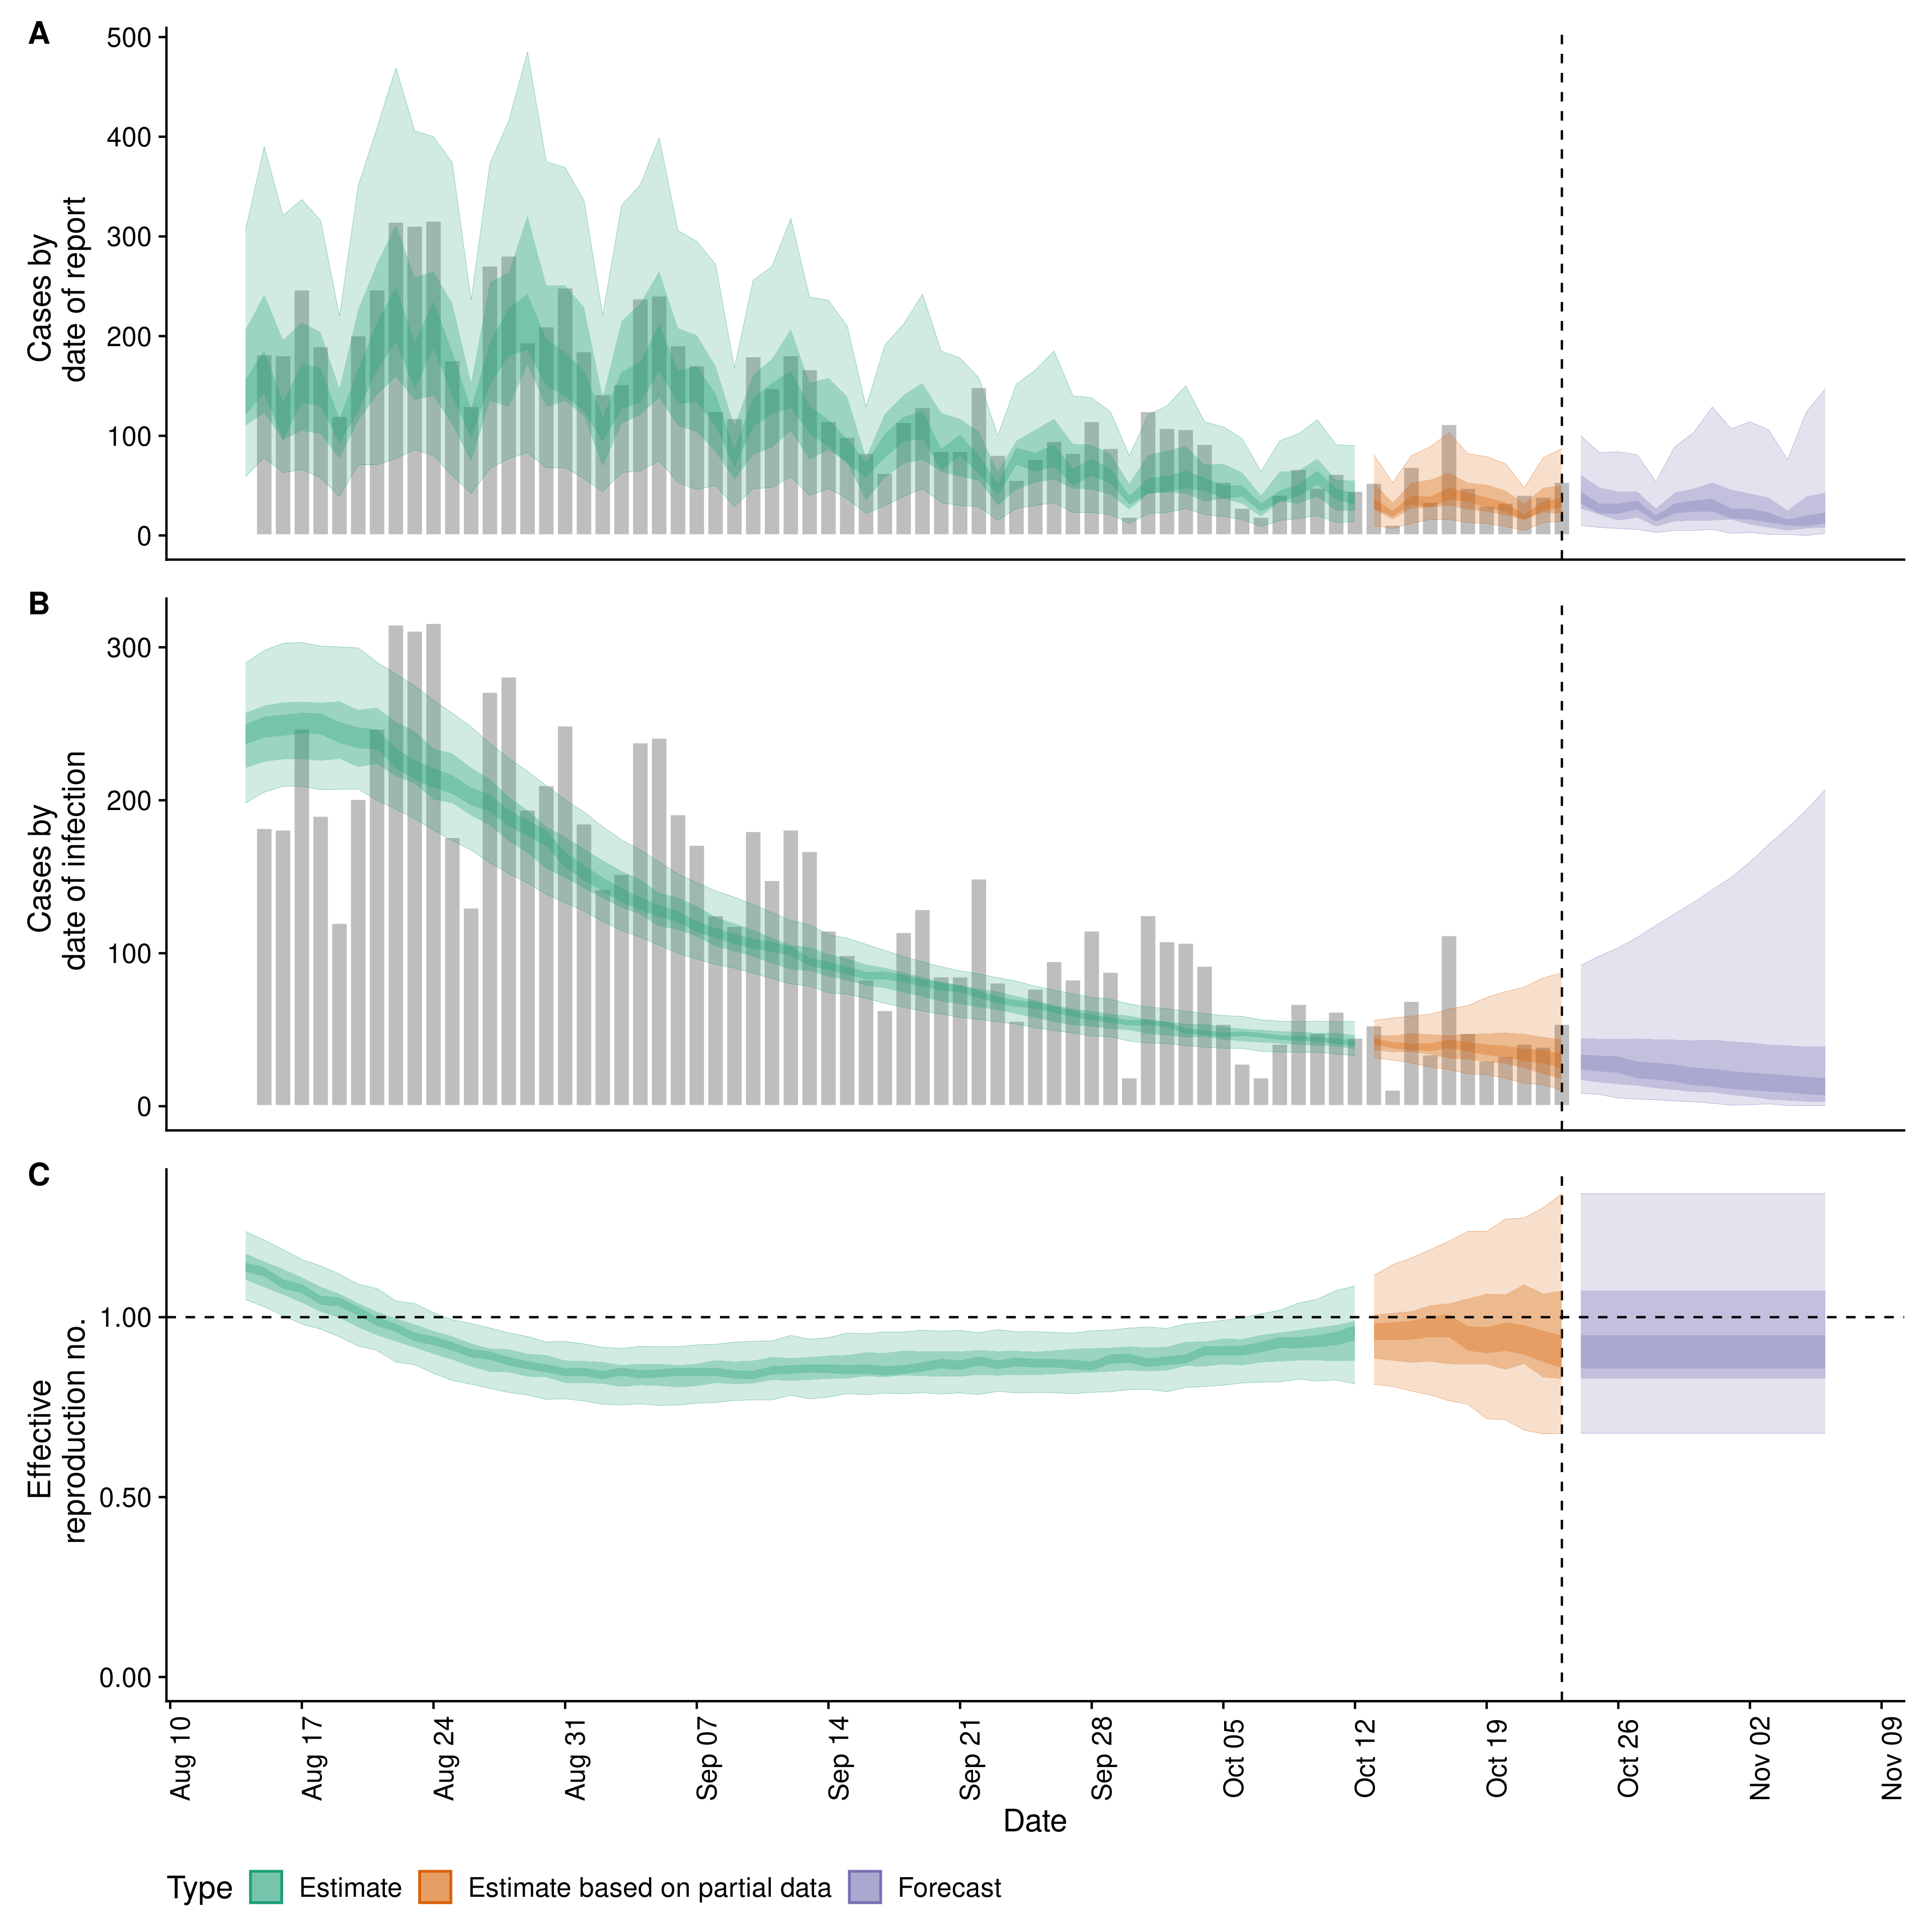 A
Cases by
date of report
500
400
300
200
100
0
B
Cases by
date of infection
300
200
100
0
C
Effective
reproduction no.
1.00
0.50
0.00
Aug 10
Aug 17
Aug 24
Aug 31
Sep 07
Sep 14
Sep 21
Sep 28
Oct 05
Oct 12
Oct 19
Oct 26
Nov 02
Nov 09
Date
Type Estimate Estimate based on partial data Forecast